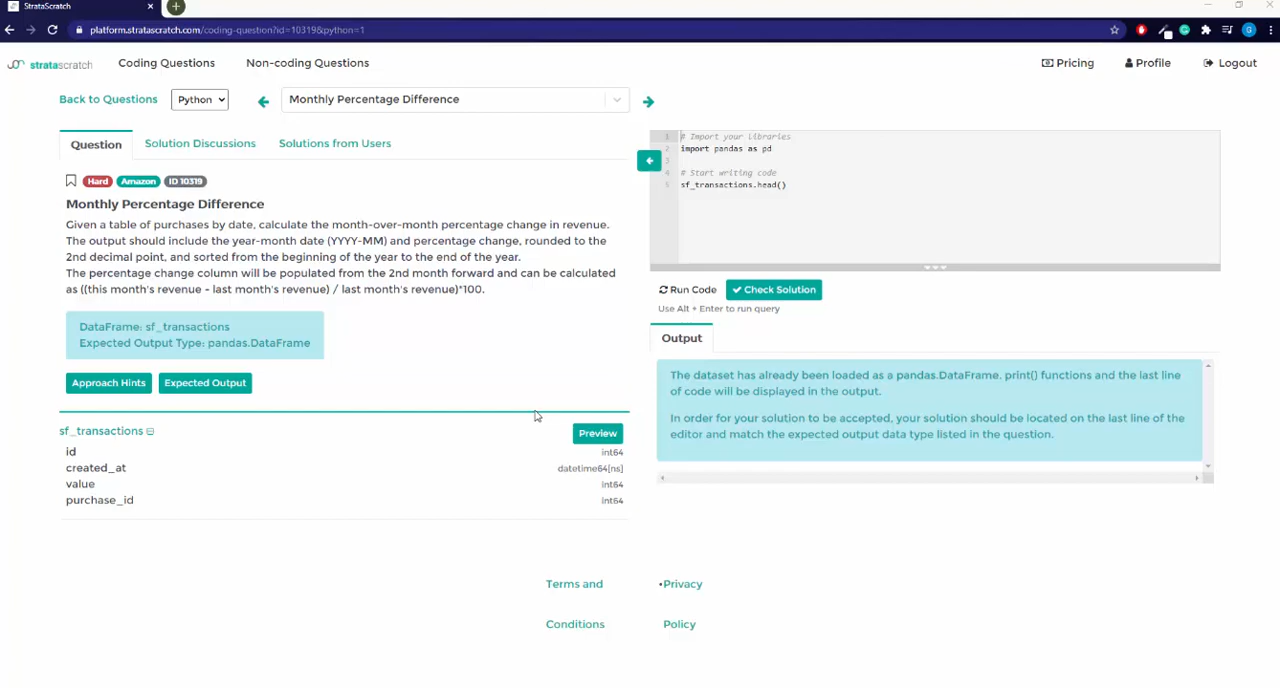 StrataScratch
platform.stratascratch.com/coding-question?id=10319&python=1
stratascratch
Coding Questions
Non-coding Questions
Pricing
Profile
Logout
Back to Questions
Python
Monthly Percentage Difference
Question
Solution Discussions
Solutions from Users
Hard
Amazon
ID 10319
Monthly Percentage Difference
Given a table of purchases by date, calculate the month-over-month percentage change in revenue.
The output should include the year-month date (YYYY-MM) and percentage change, rounded to the
2nd decimal point, and sorted from the beginning of the year to the end of the year.
The percentage change column will be populated from the 2nd month forward and can be calculated
as ((this month's revenue - last month's revenue) / last month's revenue)*100.
DataFrame: sf_transactions
Expected Output Type: pandas.DataFrame
Approach Hints
Expected Output
sf_transactions
Preview
id int64
created_at datetime64[ns]
value int64
purchase_id int64
1 # Import your libraries
2 import pandas as pd
3
4 # Start writing code
5 sf_transactions.head()
Run Code
Check Solution
Use Alt + Enter to run query
Output
The dataset has already been loaded as a pandas.DataFrame. print() functions and the last line
of code will be displayed in the output.
In order for your solution to be accepted, your solution should be located on the last line of the
editor and match the expected output data type listed in the question.
Terms and
Conditions
•Privacy
Policy